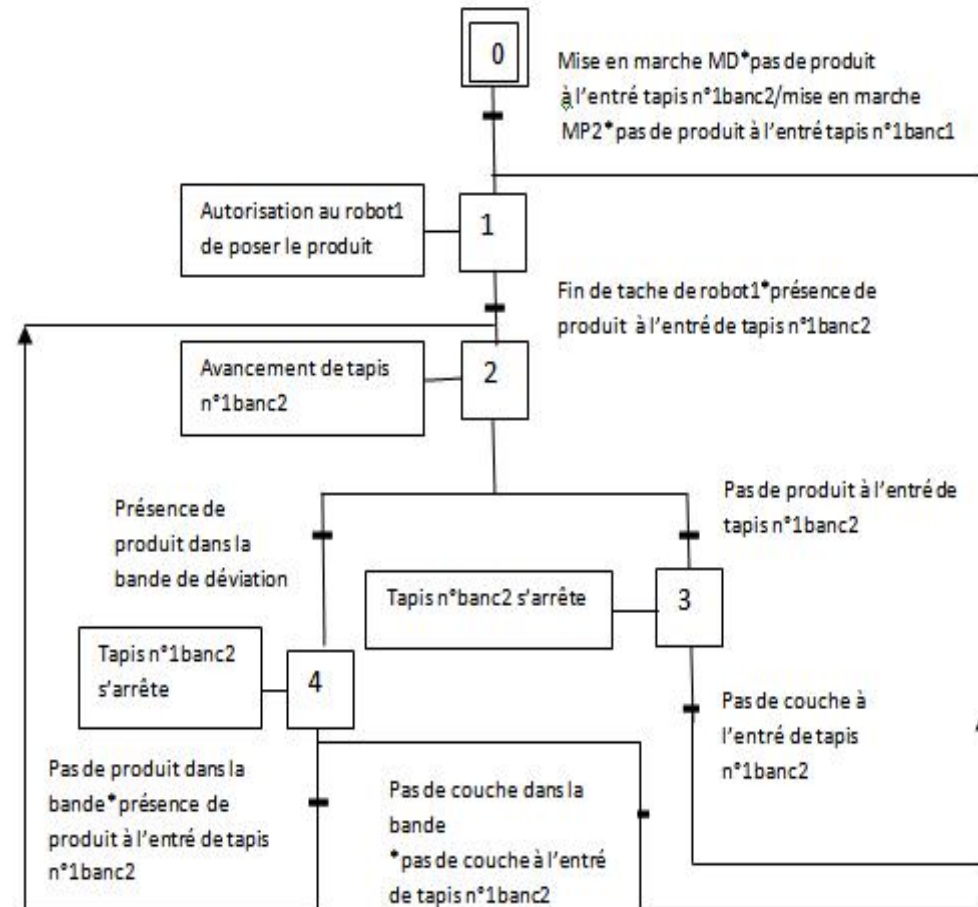 0
Mise en marche MD*pas de produit
à l'entré tapis n°1banc2/mise en marche
MP2*pas de produit à l'entré tapis n°1banc1
Autorisation au robot1
de poser le produit
1
Fin de tache de robot1*présence de
produit à l'entré de tapis n°1banc2
Avancement de tapis
n°1banc2
2
Présence de
produit dans la
bande de déviation
Pas de produit à l'entré de
tapis n°1banc2
Tapis n°banc2 s'arrête
3
Tapis n°1banc2
s'arrête
4
Pas de couche à
l'entré de tapis
n°1banc2
Pas de produit dans la
bande*présence de
produit à l'entré de tapis
n°1banc2
Pas de couche dans la
bande
*pas de couche à l'entré
de tapis n°1banc2